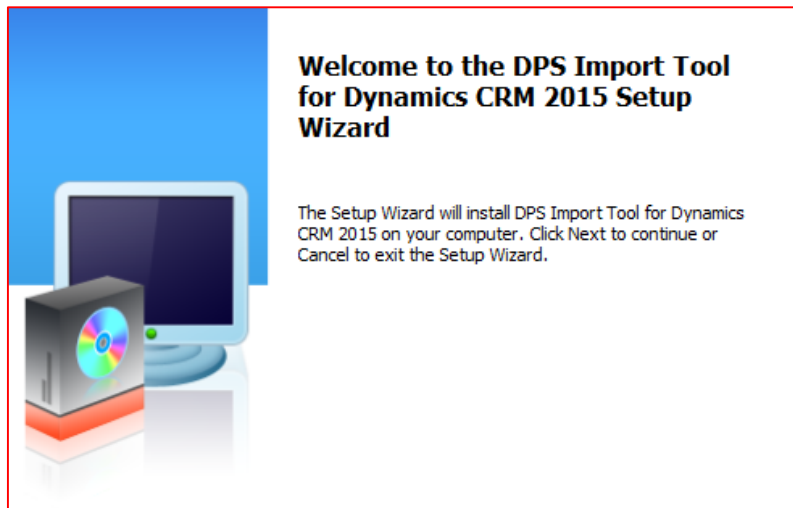 Welcome to the DPS Import Tool
for Dynamics CRM 2015 Setup
Wizard
The Setup Wizard will install DPS Import Tool for Dynamics
CRM 2015 on your computer. Click Next to continue or
Cancel to exit the Setup Wizard.